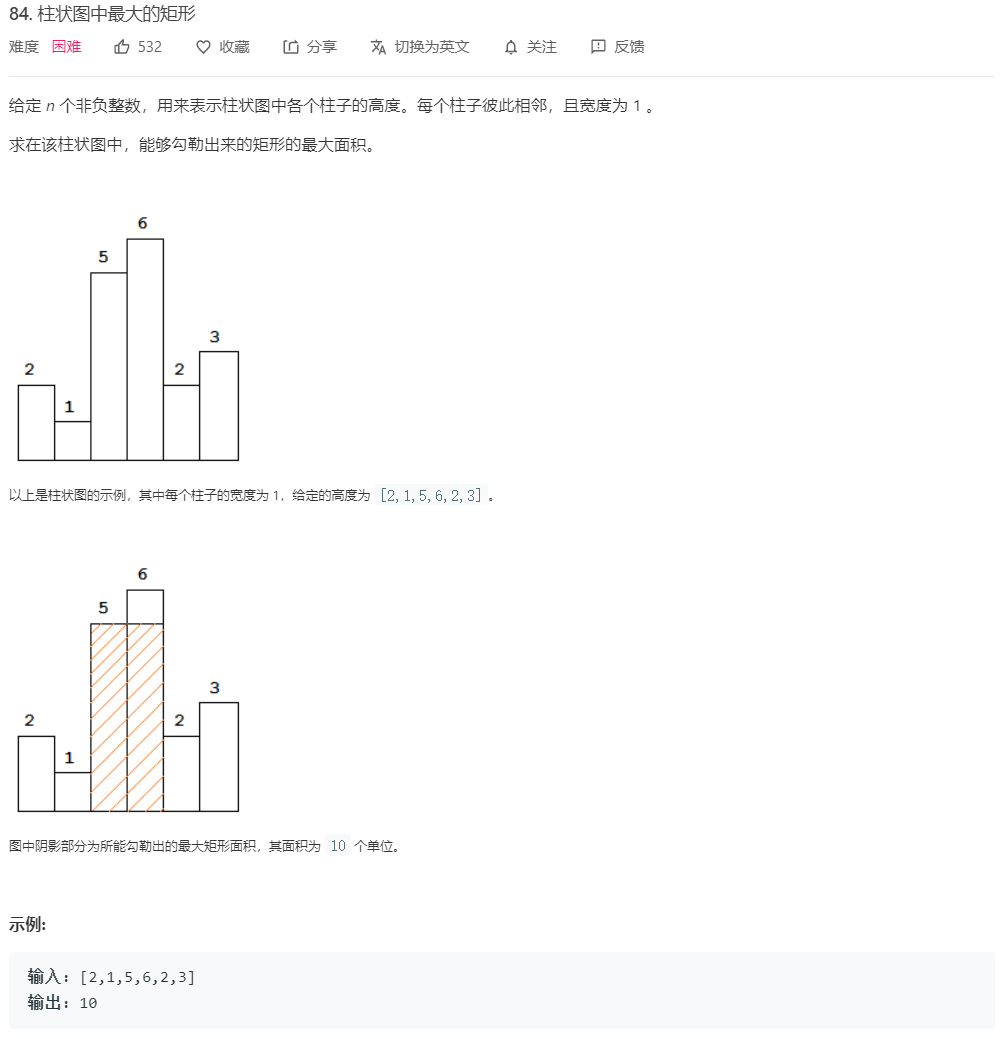 84. 柱状图中最大的矩形
难度 困难 532 收藏 分享 切换为英文 关注 反馈
给定 n 个非负整数，用来表示柱状图中各个柱子的高度。每个柱子彼此相邻，且宽度为 1 。
求在该柱状图中，能够勾勒出来的矩形的最大面积。
6
5
3
2 2
1
以上是柱状图的示例，其中每个柱子的宽度为 1，给定的高度为 [2,1,5,6,2,3] 。
6
5
3
2 2
1
图中阴影部分为所能勾勒出的最大矩形面积，其面积为 10 个单位。
示例:
输入: [2,1,5,6,2,3]
输出: 10